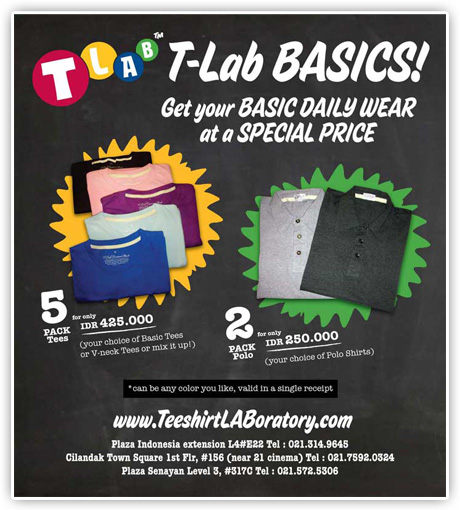 TLAB™
T-Lab BASICS!
Get your BASIC DAILY WEAR
at a SPECIAL PRICE
5 PACK Tees
for only
IDR 425.000
(your choice of Basic Tees
or V-neck Tees or mix it up!)
2 PACK Polo
for only
IDR 250.000
(your choice of Polo Shirts)
*can be any color you like, valid in a single receipt
www.TeeshirtLABoratory.com
Plaza Indonesia extension L4#E22 Tel : 021.314.9645
Cilandak Town Square 1st Flr, #156 (near 21 cinema) Tel : 021.7592.0324
Plaza Senayan Level 3, #317C Tel : 021.572.5306